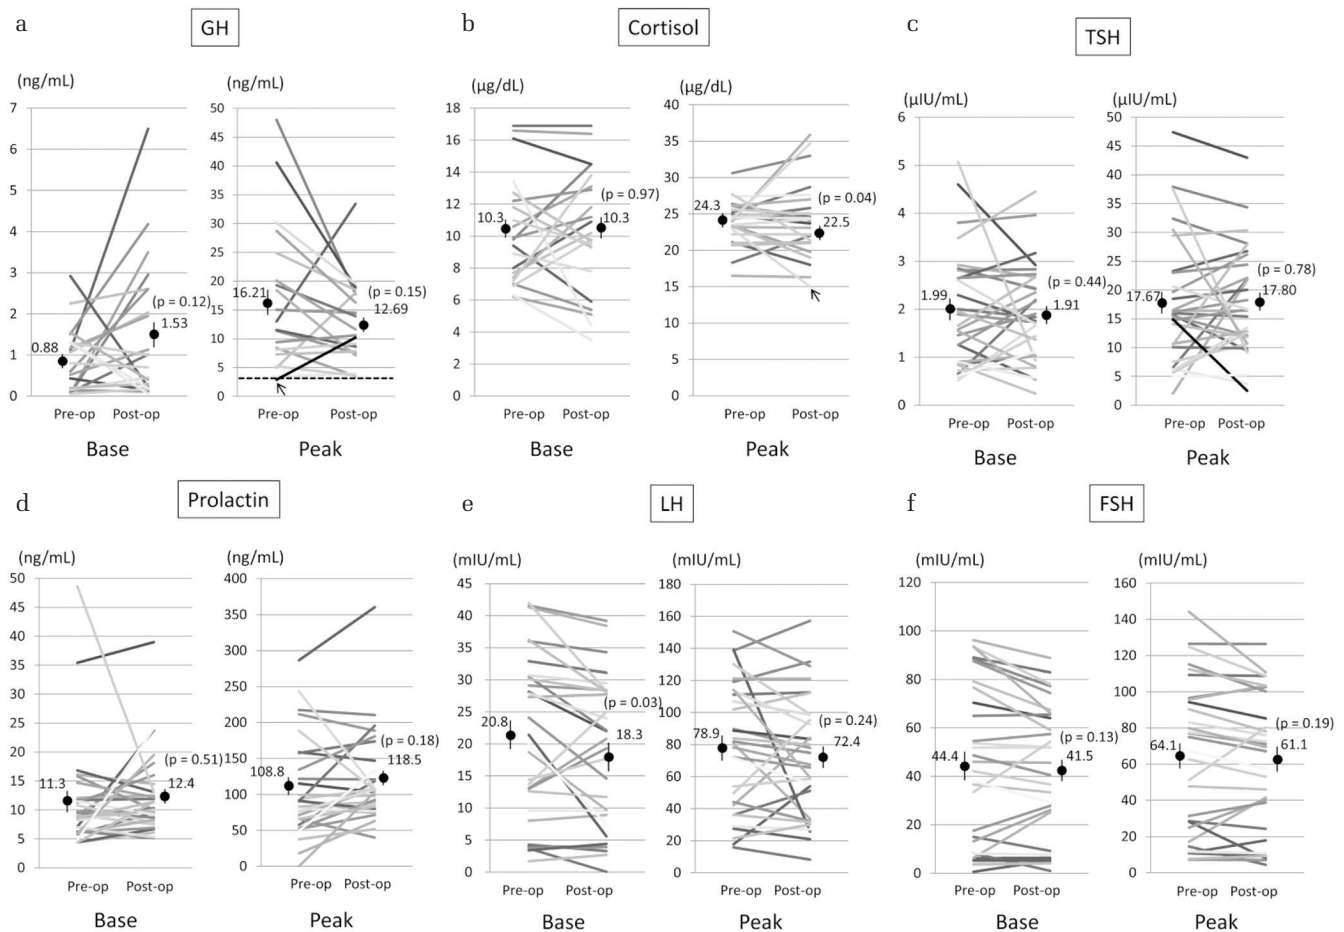 a
GH
(ng/mL)
7
6
5
4
3
2
1
0
0.88
(p = 0.12)
1.53
Pre-op
Post-op
Base
(ng/mL)
50
45
40
35
30
25
20
15
10
5
0
16.21
(p = 0.15)
12.69
Pre-op
Post-op
Peak
b
Cortisol
(µg/dL)
18
16
14
12
10
8
6
4
2
0
10.3
(p = 0.97)
10.3
Pre-op
Post-op
Base
(µg/dL)
40
35
30
25
20
15
10
5
0
24.3
(p = 0.04)
22.5
Pre-op
Post-op
Peak
c
TSH
(µIU/mL)
6
5
4
3
2
1
0
1.99
(p = 0.44)
1.91
Pre-op
Post-op
Base
(µIU/mL)
50
45
40
35
30
25
20
15
10
5
0
17.67
(p = 0.78)
17.80
Pre-op
Post-op
Peak
d
Prolactin
(ng/mL)
50
45
40
35
30
25
20
15
10
5
0
11.3
(p = 0.51)
12.4
Pre-op
Post-op
Base
(ng/mL)
400
350
300
250
200
150
100
50
0
108.8
(p = 0.18)
118.5
Pre-op
Post-op
Peak
e
LH
(mIU/mL)
45
40
35
30
25
20
15
10
5
0
20.8
(p = 0.03)
18.3
Pre-op
Post-op
Base
(mIU/mL)
180
160
140
120
100
80
60
40
20
0
78.9
(p = 0.24)
72.4
Pre-op
Post-op
Peak
f
FSH
(mIU/mL)
120
100
80
60
40
20
0
44.4
(p = 0.13)
41.5
Pre-op
Post-op
Base
(mIU/mL)
160
140
120
100
80
60
40
20
0
64.1
(p = 0.19)
61.1
Pre-op
Post-op
Peak